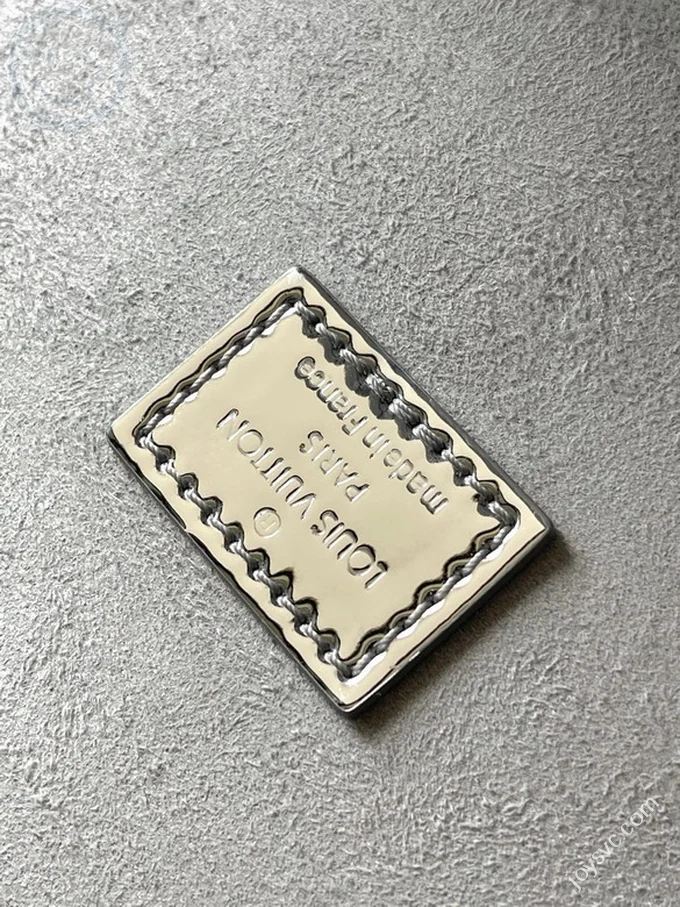 ®
LOUIS VUITTON
PARIS
made in France
joysvc.com